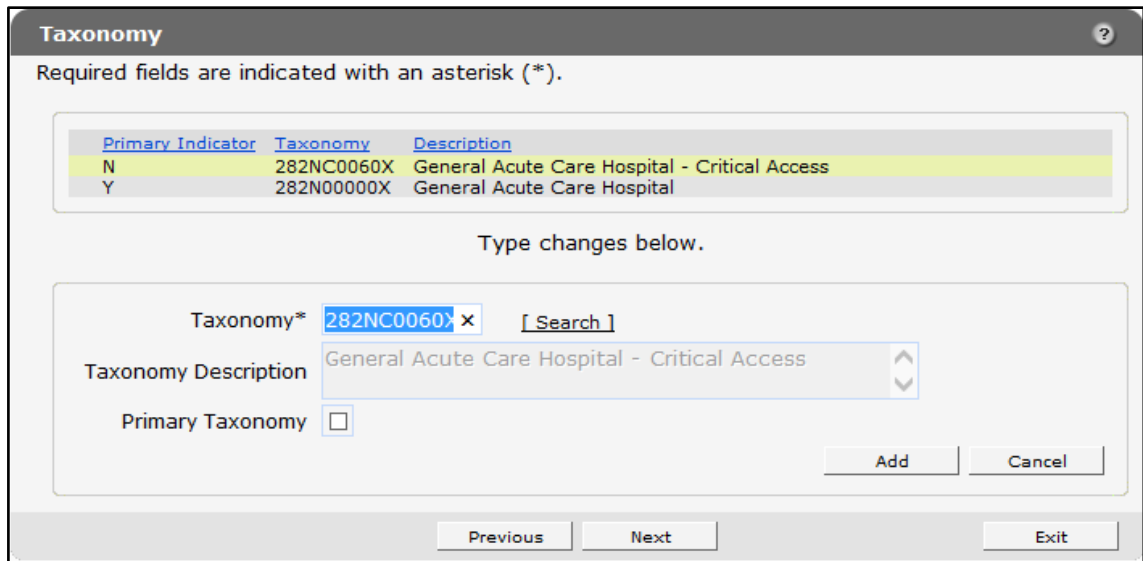 Taxonomy ?
Required fields are indicated with an asterisk (*).
Primary Indicator Taxonomy Description
N 282NC0060X General Acute Care Hospital - Critical Access
Y 282N00000X General Acute Care Hospital
Type changes below.
Taxonomy* 282NC0060X × [ Search ]
Taxonomy Description General Acute Care Hospital - Critical Access
Primary Taxonomy
Add Cancel
Previous Next Exit